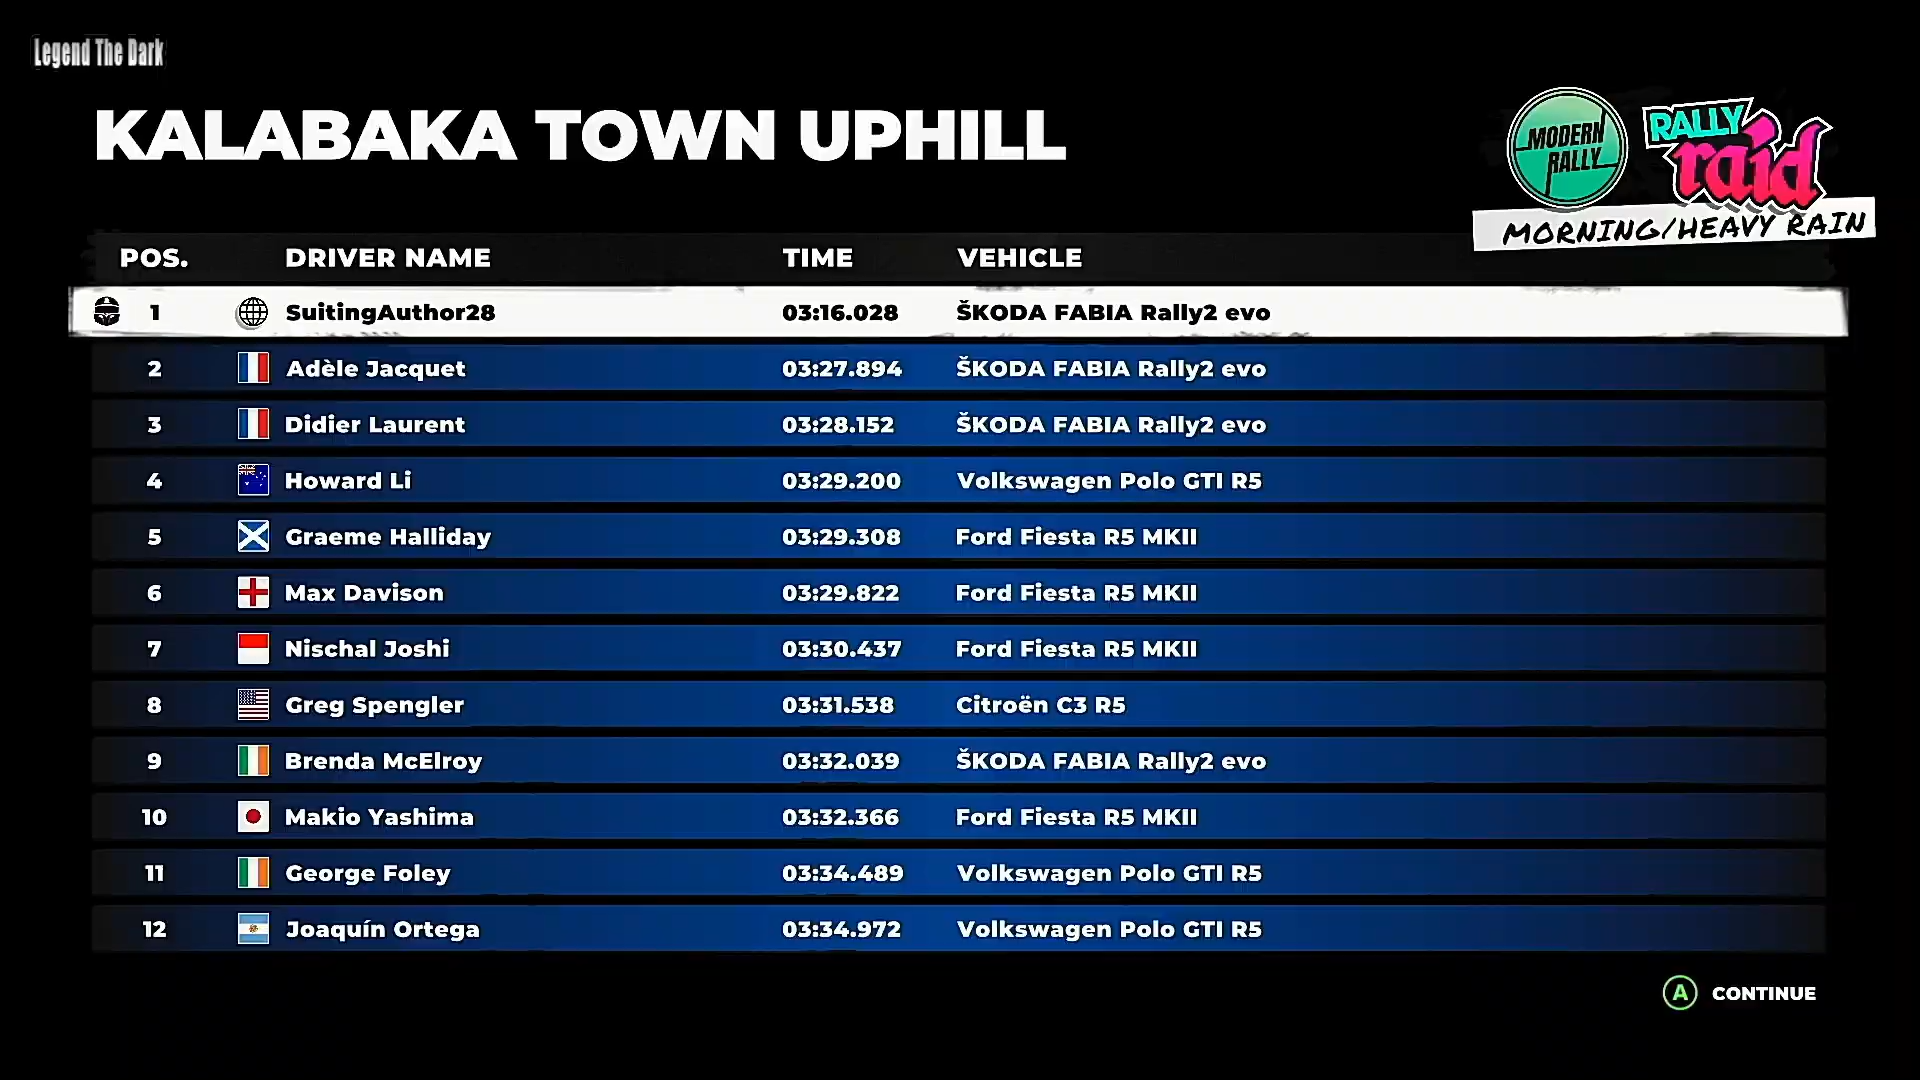 Legend The Dark
KALABAKA TOWN UPHILL
MODERN RALLY
RALLY raid
MORNING/HEAVY RAIN
POS. DRIVER NAME TIME VEHICLE
1 SuitingAuthor28 03:16.028 ŠKODA FABIA Rally2 evo
2 Adèle Jacquet 03:27.894 ŠKODA FABIA Rally2 evo
3 Didier Laurent 03:28.152 ŠKODA FABIA Rally2 evo
4 Howard Li 03:29.200 Volkswagen Polo GTI R5
5 Graeme Halliday 03:29.308 Ford Fiesta R5 MKII
6 Max Davison 03:29.822 Ford Fiesta R5 MKII
7 Nischal Joshi 03:30.437 Ford Fiesta R5 MKII
8 Greg Spengler 03:31.538 Citroën C3 R5
9 Brenda McElroy 03:32.039 ŠKODA FABIA Rally2 evo
10 Makio Yashima 03:32.366 Ford Fiesta R5 MKII
11 George Foley 03:34.489 Volkswagen Polo GTI R5
12 Joaquín Ortega 03:34.972 Volkswagen Polo GTI R5
A CONTINUE